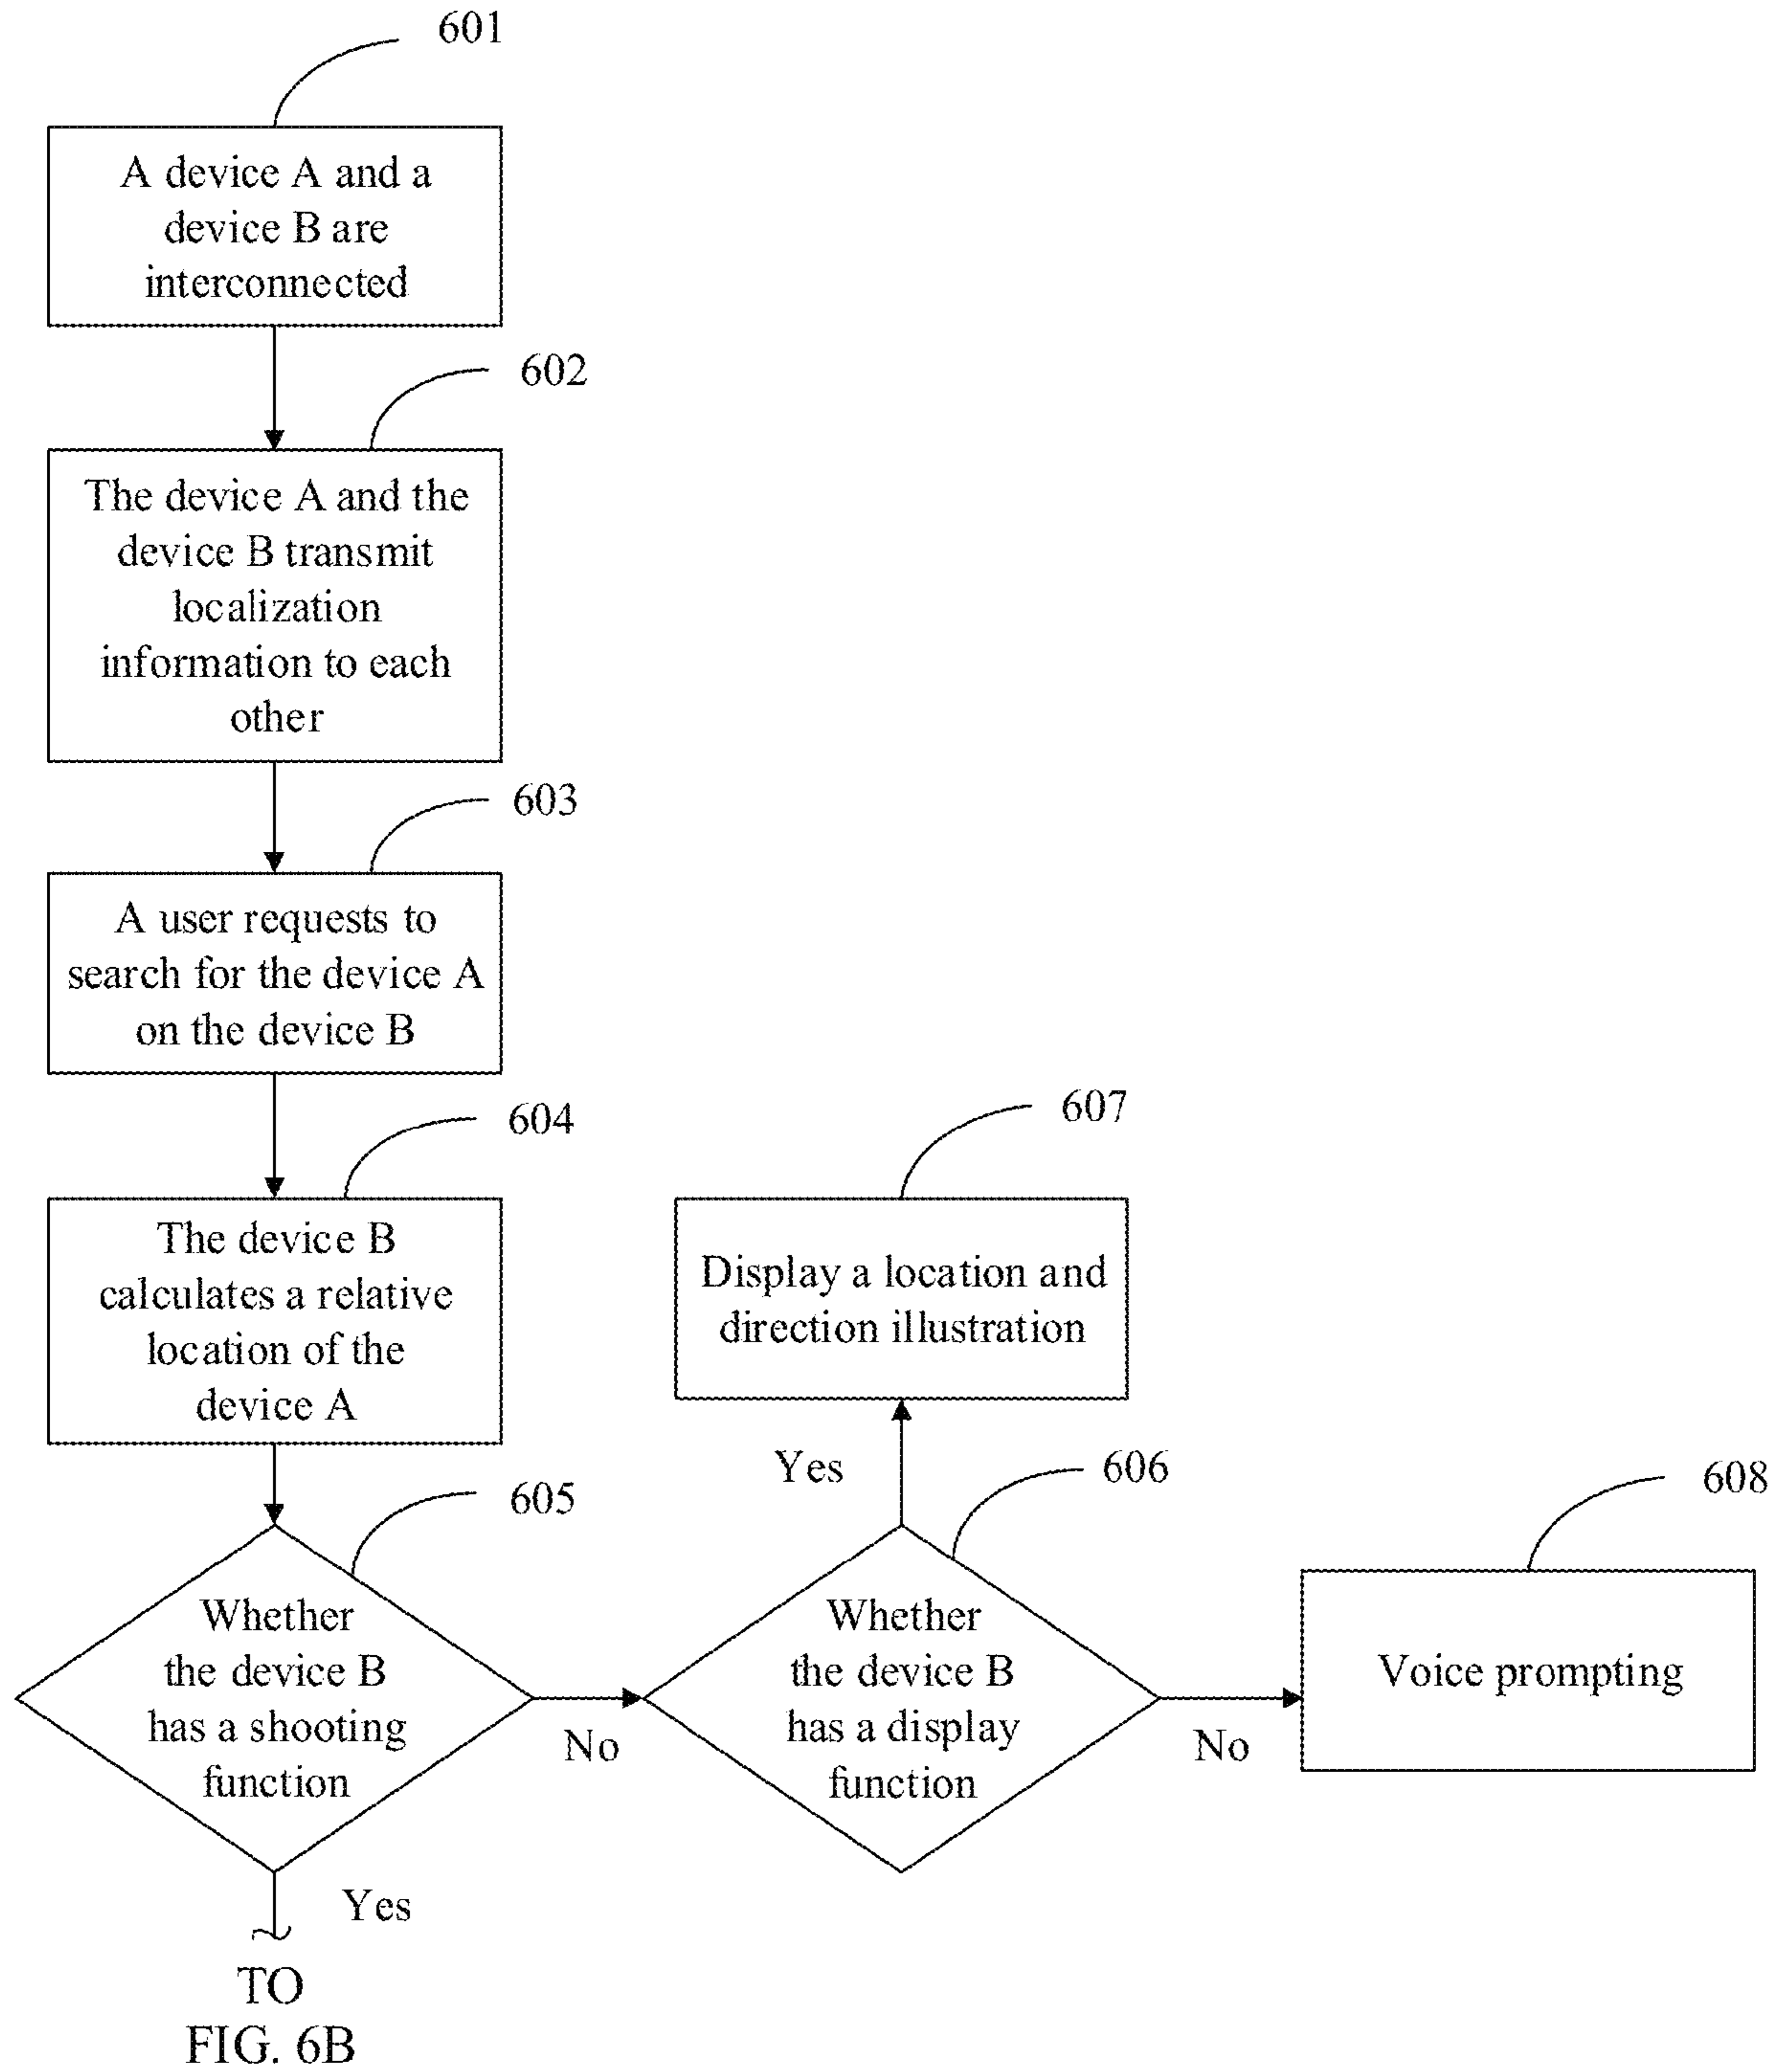 601
A device A and a
device B are
interconnected
602
The device A and the
device B transmit
localization
information to each
other
603
A user requests to
search for the device A
on the device B
604
The device B
calculates a relative
location of the
device A
607
Display a location and
direction illustration
605
Whether
the device B
has a shooting
function
No
Yes
606
Whether
the device B
has a display
function
Yes
No
608
Voice prompting
TO
FIG. 6B